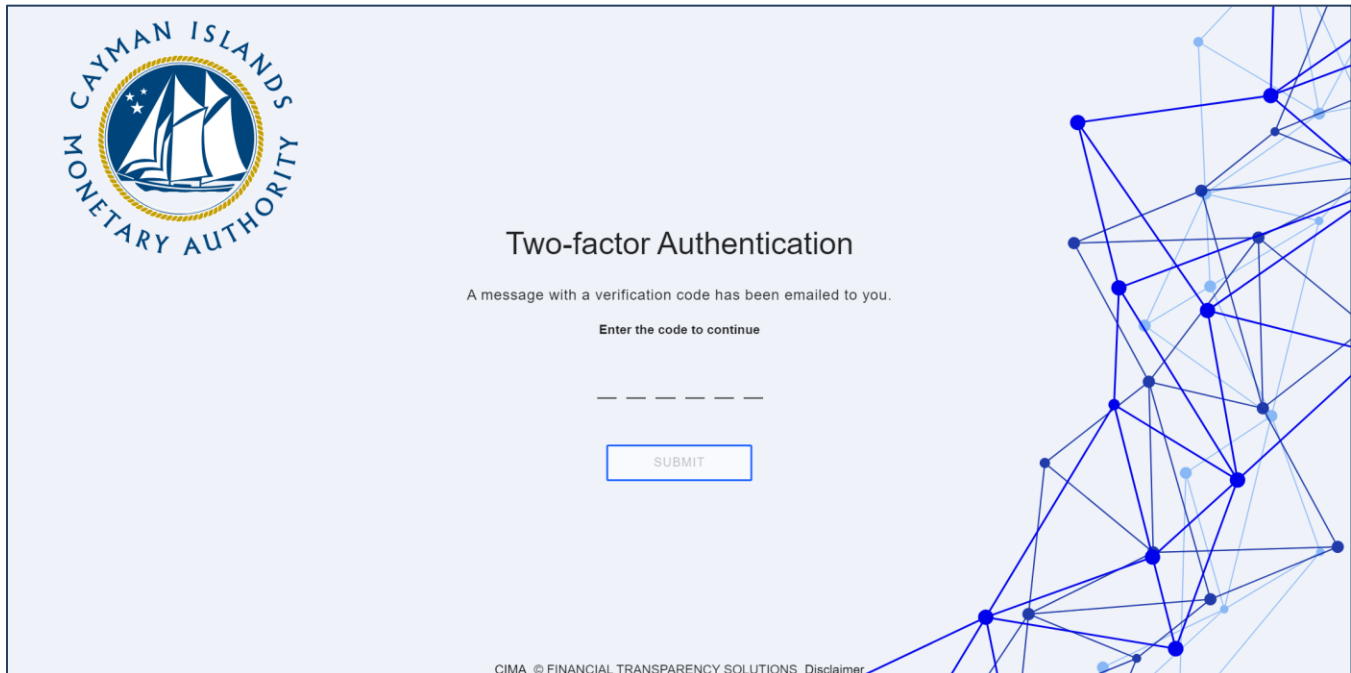 CAYMAN ISLANDS
MONETARY AUTHORITY
Two-factor Authentication
A message with a verification code has been emailed to you.
Enter the code to continue
SUBMIT
CIMA © FINANCIAL TRANSPARENCY SOLUTIONS Disclaimer